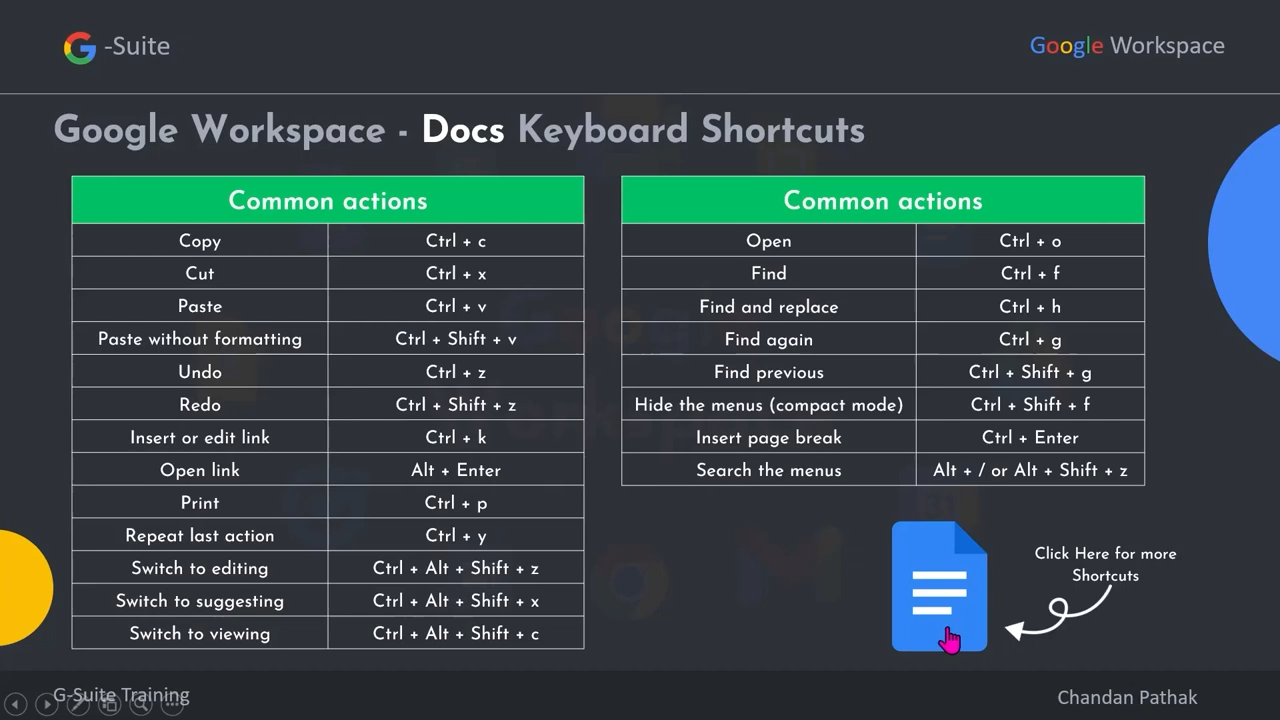 G -Suite
Google Workspace
Google Workspace - Docs Keyboard Shortcuts
Common actions
Copy Ctrl + c
Cut Ctrl + x
Paste Ctrl + v
Paste without formatting Ctrl + Shift + v
Undo Ctrl + z
Redo Ctrl + Shift + z
Insert or edit link Ctrl + k
Open link Alt + Enter
Print Ctrl + p
Repeat last action Ctrl + y
Switch to editing Ctrl + Alt + Shift + z
Switch to suggesting Ctrl + Alt + Shift + x
Switch to viewing Ctrl + Alt + Shift + c
Common actions
Open Ctrl + o
Find Ctrl + f
Find and replace Ctrl + h
Find again Ctrl + g
Find previous Ctrl + Shift + g
Hide the menus (compact mode) Ctrl + Shift + f
Insert page break Ctrl + Enter
Search the menus Alt + / or Alt + Shift + z
Click Here for more
Shortcuts
G-Suite Training
Chandan Pathak